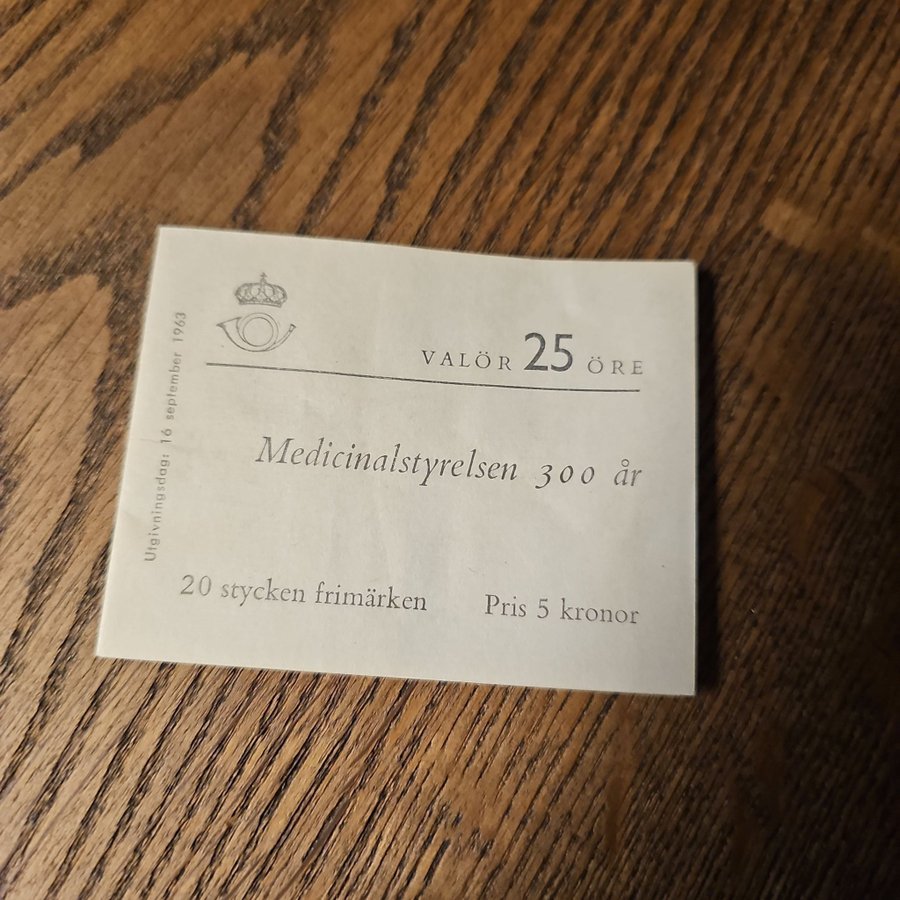 VALÖR 25 ÖRE
Medicinalstyrelsen 300 år
20 stycken frimärken Pris 5 kronor
Utgivningsdag: 16 september 1963